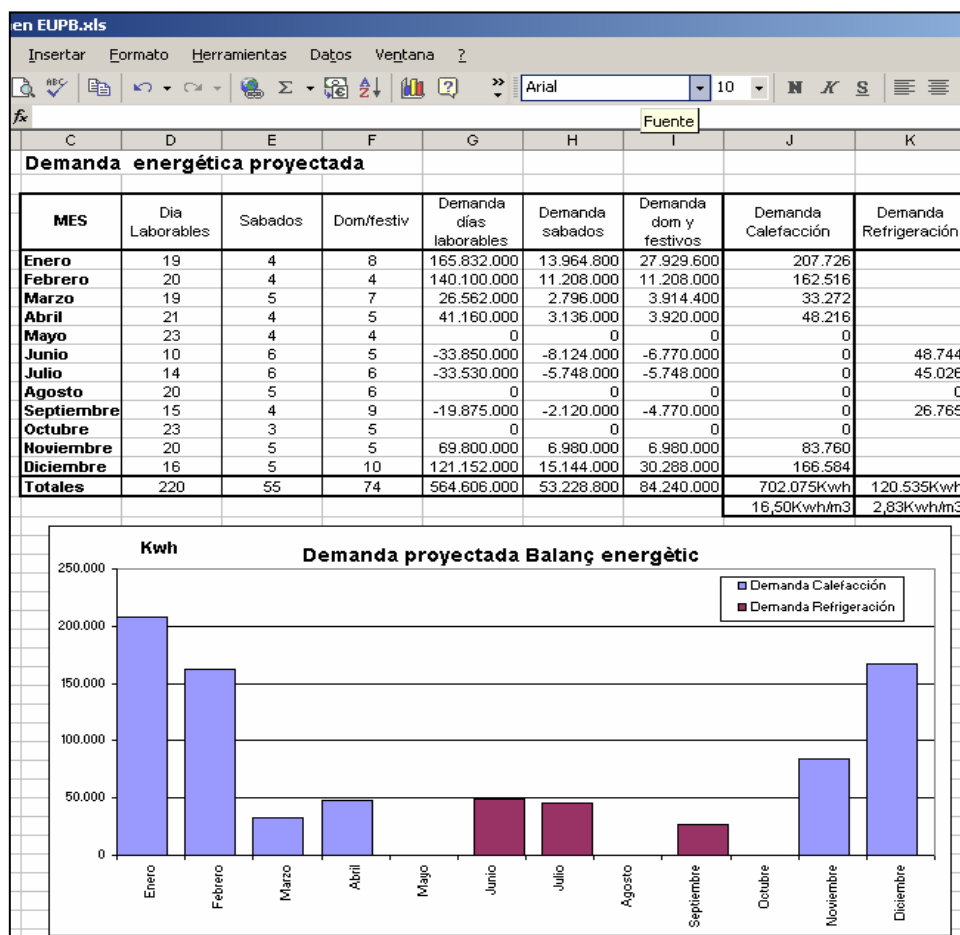 en EUPB.xls
Insertar Formato Herramientas Datos Ventana ?
ABC Σ Arial 10 N K S
fx
Fuente
C D E F G H I J K
Demanda energética proyectada
MES Dia Laborables Sabados Dom/festiv Demanda días laborables Demanda sabados Demanda dom y festivos Demanda Calefacción Demanda Refrigeración
Enero 19 4 8 165.832.000 13.964.800 27.929.600 207.726
Febrero 20 4 4 140.100.000 11.208.000 11.208.000 162.516
Marzo 19 5 7 26.562.000 2.796.000 3.914.400 33.272
Abril 21 4 5 41.160.000 3.136.000 3.920.000 48.216
Mayo 23 4 4 0 0 0 0
Junio 10 6 5 -33.850.000 -8.124.000 -6.770.000 0 48.744
Julio 14 6 6 -33.530.000 -5.748.000 -5.748.000 0 45.026
Agosto 20 5 6 0 0 0 0 0
Septiembre 15 4 9 -19.875.000 -2.120.000 -4.770.000 0 26.765
Octubre 23 3 5 0 0 0 0
Noviembre 20 5 5 69.800.000 6.980.000 6.980.000 83.760
Diciembre 16 5 10 121.152.000 15.144.000 30.288.000 166.584
Totales 220 55 74 564.606.000 53.228.800 84.240.000 702.075Kwh 120.535Kwh
16,50Kwh/m3 2,83Kwh/m3
Kwh
Demanda proyectada Balanç energètic
Demanda Calefacción
Demanda Refrigeración
250.000
200.000
150.000
100.000
50.000
0
Enero Febrero Marzo Abril Mayo Junio Julio Agosto Septiembre Octubre Noviembre Diciembre